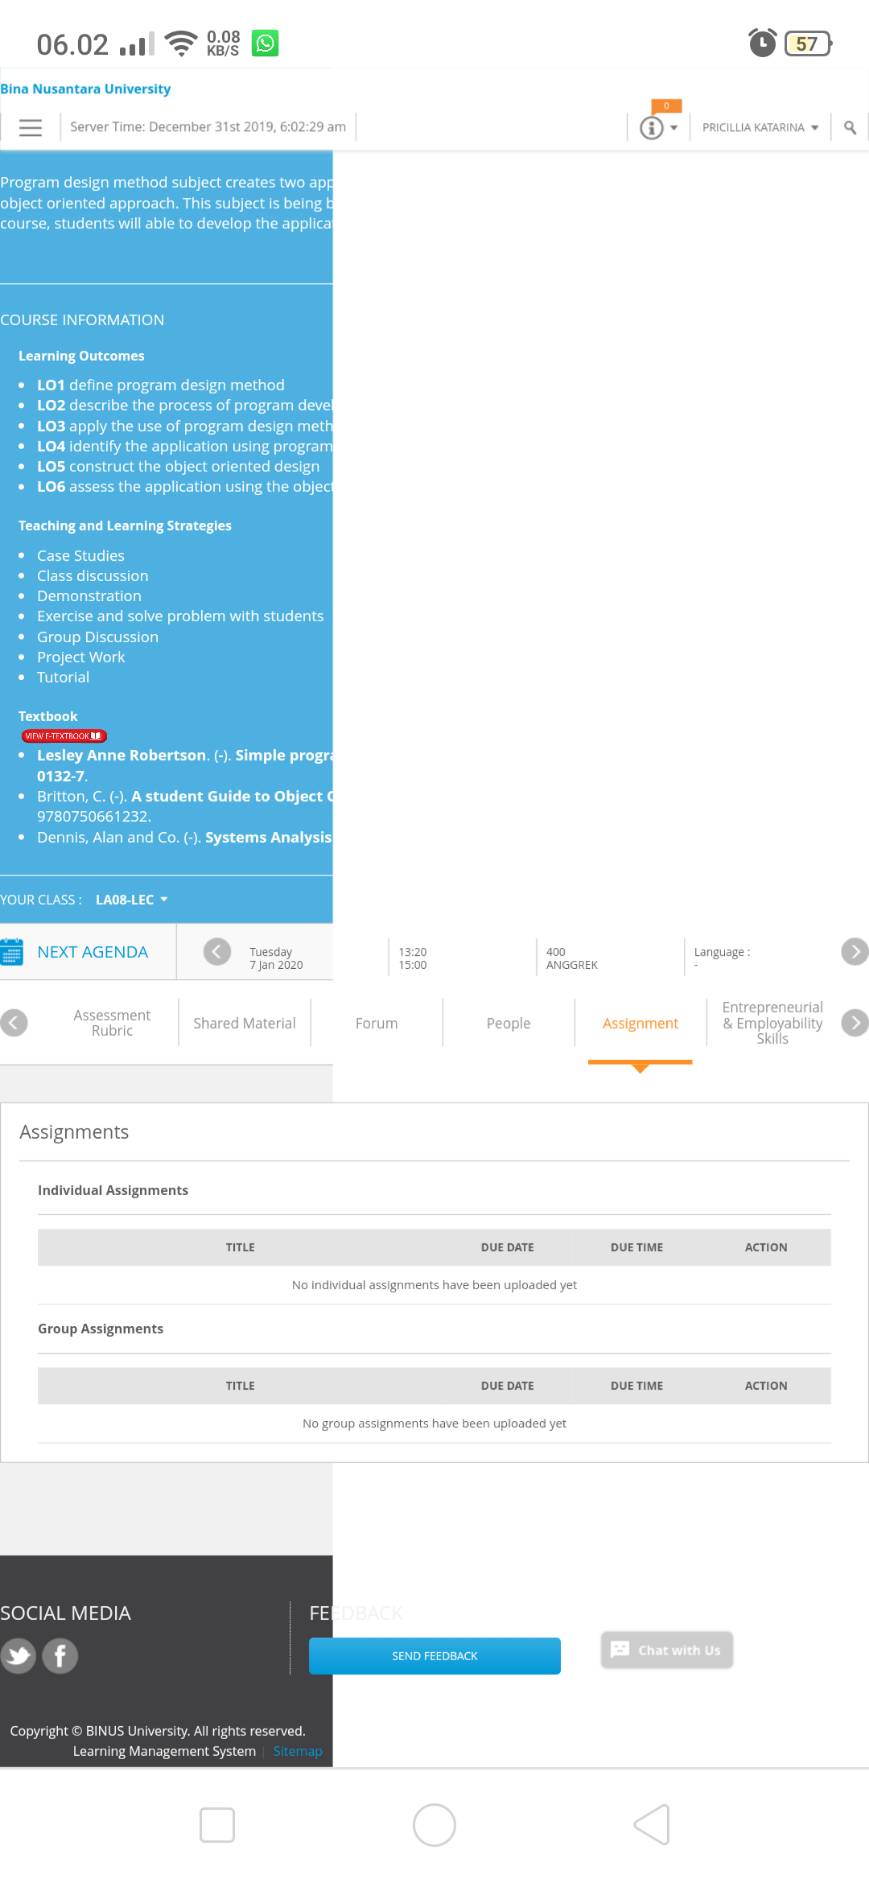 06.02
0.08
KB/S
57
Bina Nusantara University
0
Server Time: December 31st 2019, 6:02:29 am
PRICILLIA KATARINA
Program design method subject creates two app
object oriented approach. This subject is being b
course, students will able to develop the applica
COURSE INFORMATION
Learning Outcomes
• LO1 define program design method
• LO2 describe the process of program devel
• LO3 apply the use of program design meth
• LO4 identify the application using program
• LO5 construct the object oriented design
• LO6 assess the application using the object
Teaching and Learning Strategies
• Case Studies
• Class discussion
• Demonstration
• Exercise and solve problem with students
• Group Discussion
• Project Work
• Tutorial
Textbook
VIEW E-TEXTBOOK
• Lesley Anne Robertson. (-). Simple progra
0132-7.
• Britton, C. (-). A student Guide to Object O
9780750661232.
• Dennis, Alan and Co. (-). Systems Analysis
YOUR CLASS : LA08-LEC
NEXT AGENDA
Tuesday
7 Jan 2020
13:20
15:00
400
ANGGREK
Language :
-
Assessment
Rubric
Shared Material
Forum
People
Assignment
Entrepreneurial
& Employability
Skills
Assignments
Individual Assignments
TITLE DUE DATE DUE TIME ACTION
No individual assignments have been uploaded yet
Group Assignments
TITLE DUE DATE DUE TIME ACTION
No group assignments have been uploaded yet
SOCIAL MEDIA
FEEDBACK
SEND FEEDBACK
Chat with Us
Copyright © BINUS University. All rights reserved.
Learning Management System | Sitemap